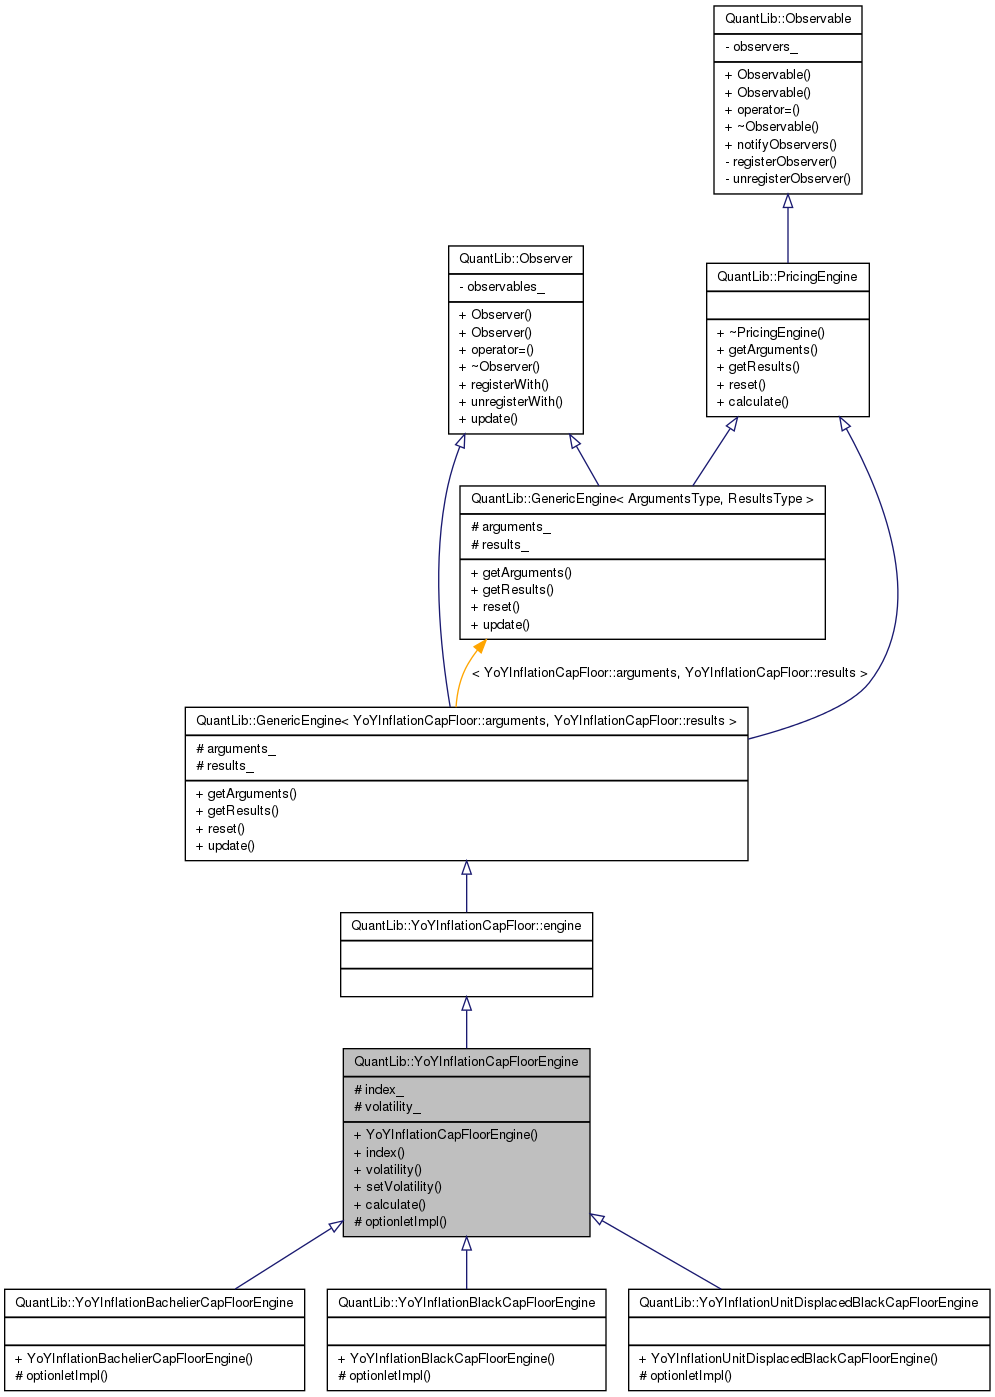 QuantLib::Observable
- observers_
+ Observable()
+ Observable()
+ operator=()
+ ~Observable()
+ notifyObservers()
- registerObserver()
- unregisterObserver()
QuantLib::Observer
- observables_
+ Observer()
+ Observer()
+ operator=()
+ ~Observer()
+ registerWith()
+ unregisterWith()
+ update()
QuantLib::PricingEngine
+ ~PricingEngine()
+ getArguments()
+ getResults()
+ reset()
+ calculate()
QuantLib::GenericEngine< ArgumentsType, ResultsType >
# arguments_
# results_
+ getArguments()
+ getResults()
+ reset()
+ update()
< YoYInflationCapFloor::arguments, YoYInflationCapFloor::results >
QuantLib::GenericEngine< YoYInflationCapFloor::arguments, YoYInflationCapFloor::results >
# arguments_
# results_
+ getArguments()
+ getResults()
+ reset()
+ update()
QuantLib::YoYInflationCapFloor::engine
QuantLib::YoYInflationCapFloorEngine
# index_
# volatility_
+ YoYInflationCapFloorEngine()
+ index()
+ volatility()
+ setVolatility()
+ calculate()
# optionletImpl()
QuantLib::YoYInflationBachelierCapFloorEngine
+ YoYInflationBachelierCapFloorEngine()
# optionletImpl()
QuantLib::YoYInflationBlackCapFloorEngine
+ YoYInflationBlackCapFloorEngine()
# optionletImpl()
QuantLib::YoYInflationUnitDisplacedBlackCapFloorEngine
+ YoYInflationUnitDisplacedBlackCapFloorEngine()
# optionletImpl()